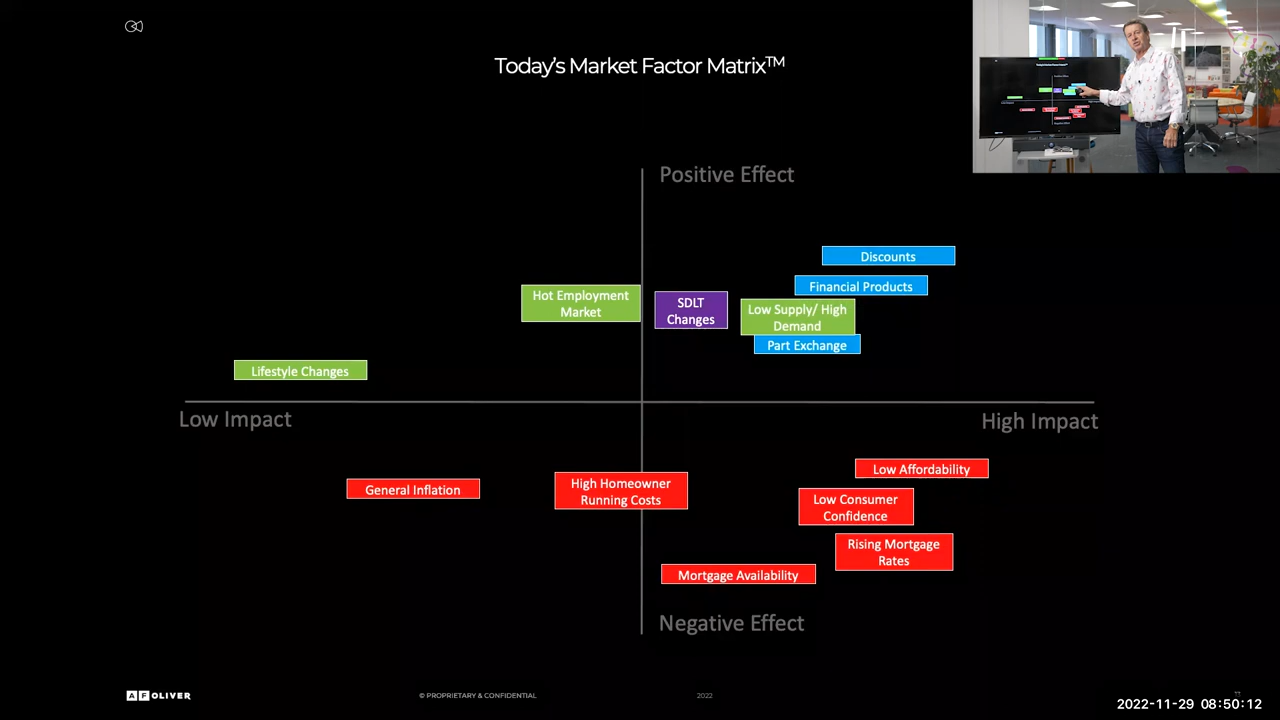 Today's Market Factor Matrix™
Positive Effect
Discounts
Financial Products
Hot Employment
Market
SDLT
Changes
Low Supply/ High
Demand
Part Exchange
Lifestyle Changes
Low Impact
High Impact
Low Affordability
General Inflation
High Homeowner
Running Costs
Low Consumer
Confidence
Rising Mortgage
Rates
Mortgage Availability
Negative Effect
AF OLIVER
© PROPRIETARY & CONFIDENTIAL
2022
2022-11-29 08:50:12